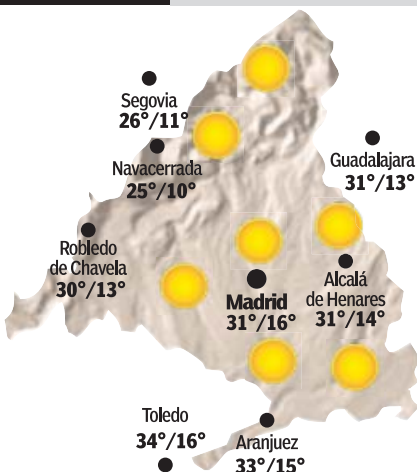 Segovia
26°/11°
Navacerrada
25°/10°
Guadalajara
31°/13°
Robledo
de Chavela
30°/13°
Madrid
31°/16°
Alcalá
de Henares
31°/14°
Toledo
34°/16°
Aranjuez
33°/15°